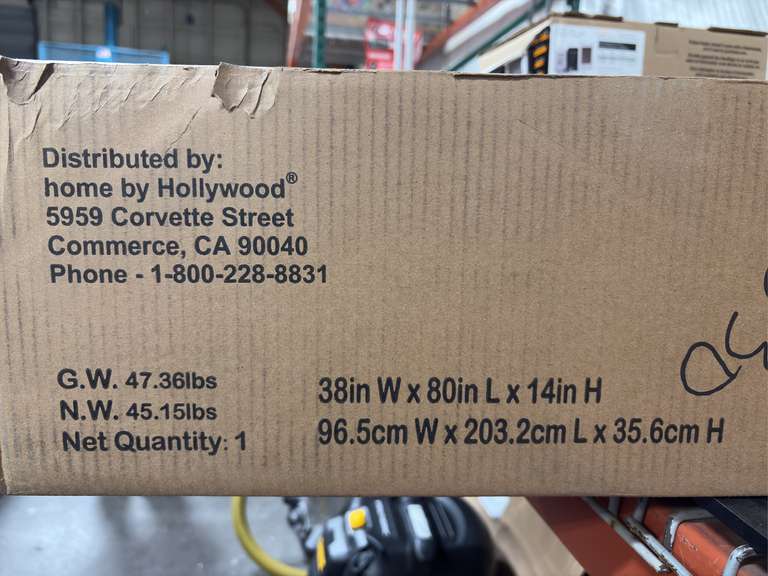 Distributed by:
home by Hollywood®
5959 Corvette Street
Commerce, CA 90040
Phone - 1-800-228-8831
G.W. 47.36lbs
N.W. 45.15lbs
Net Quantity: 1
38in W x 80in L x 14in H
96.5cm W x 203.2cm L x 35.6cm H